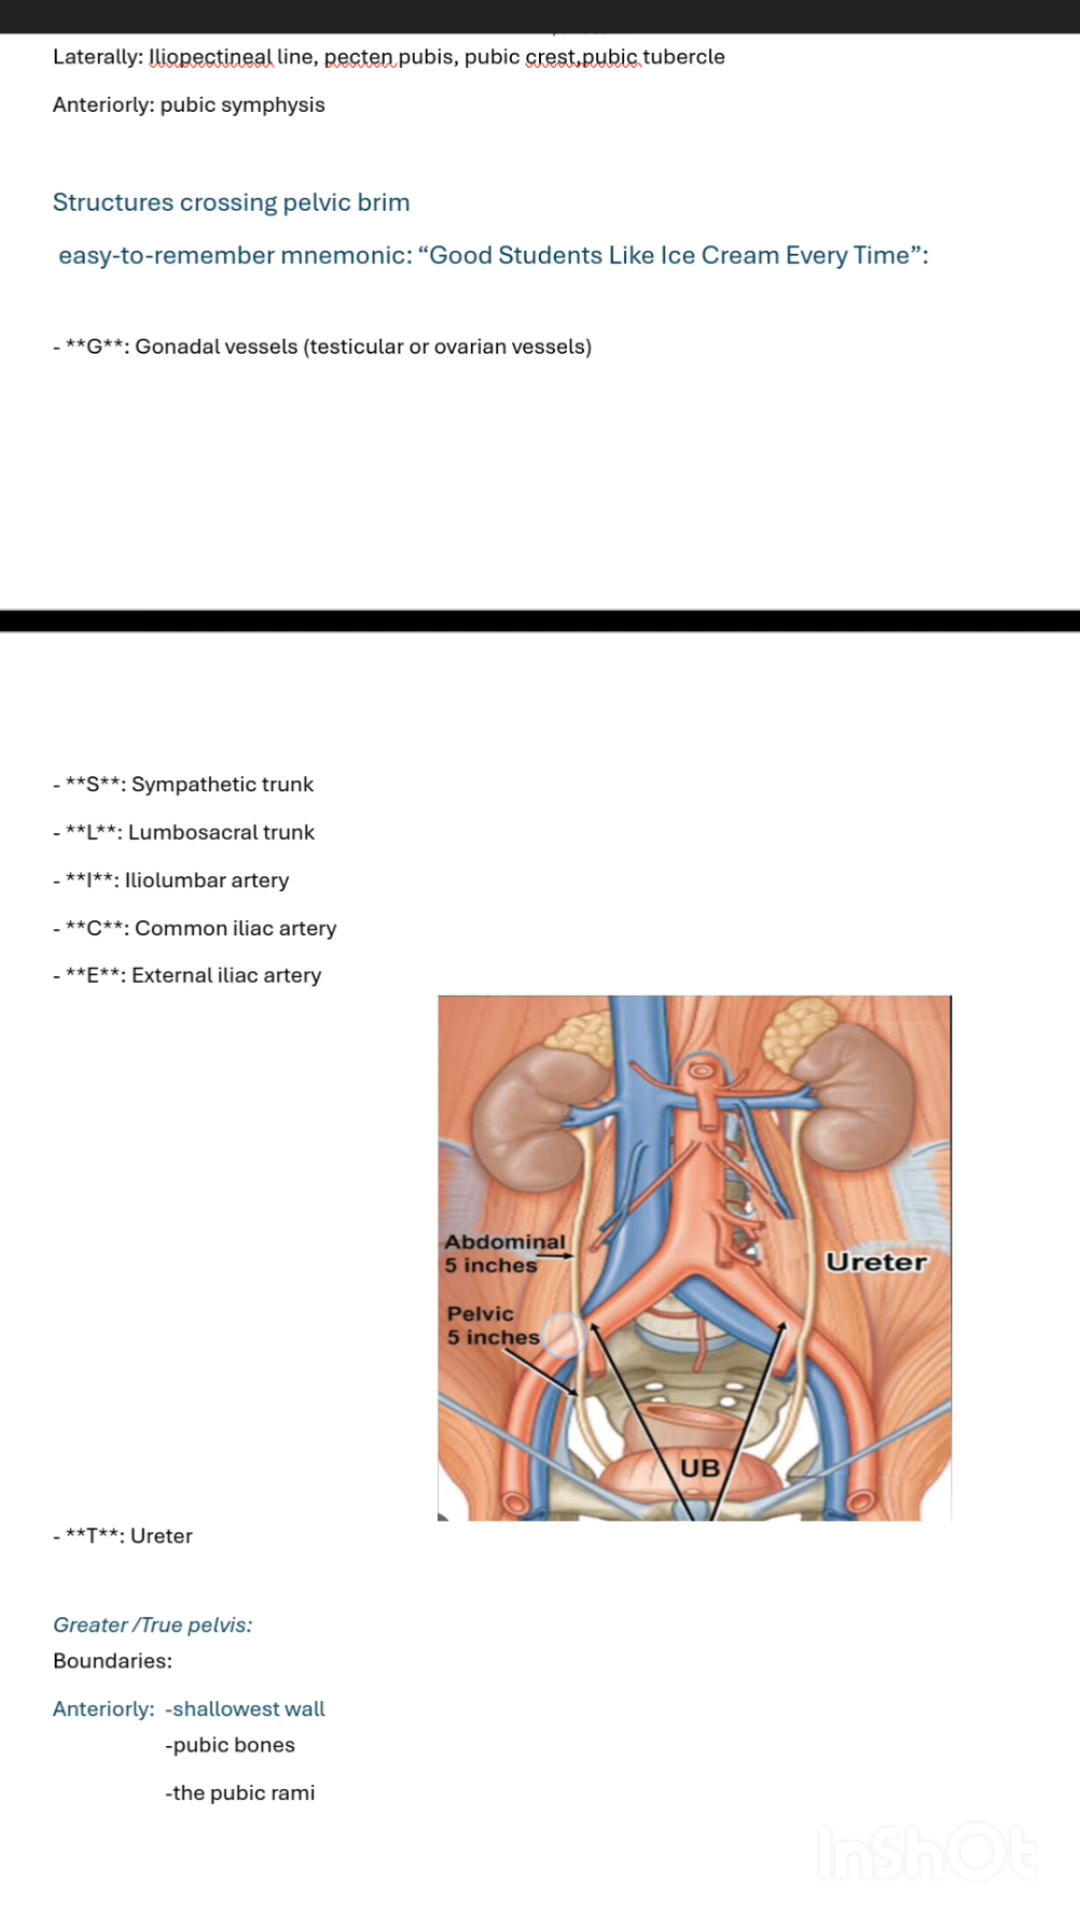 Laterally: Iliopectineal line, pecten pubis, pubic crest,pubic tubercle
Anteriorly: pubic symphysis
Structures crossing pelvic brim
easy-to-remember mnemonic: “Good Students Like Ice Cream Every Time”:
- **G**: Gonadal vessels (testicular or ovarian vessels)
- **S**: Sympathetic trunk
- **L**: Lumbosacral trunk
- **I**: Iliolumbar artery
- **C**: Common iliac artery
- **E**: External iliac artery
Abdominal
5 inches
Ureter
Pelvic
5 inches
UB
- **T**: Ureter
Greater /True pelvis:
Boundaries:
Anteriorly: -shallowest wall
-pubic bones
-the pubic rami
InShOt